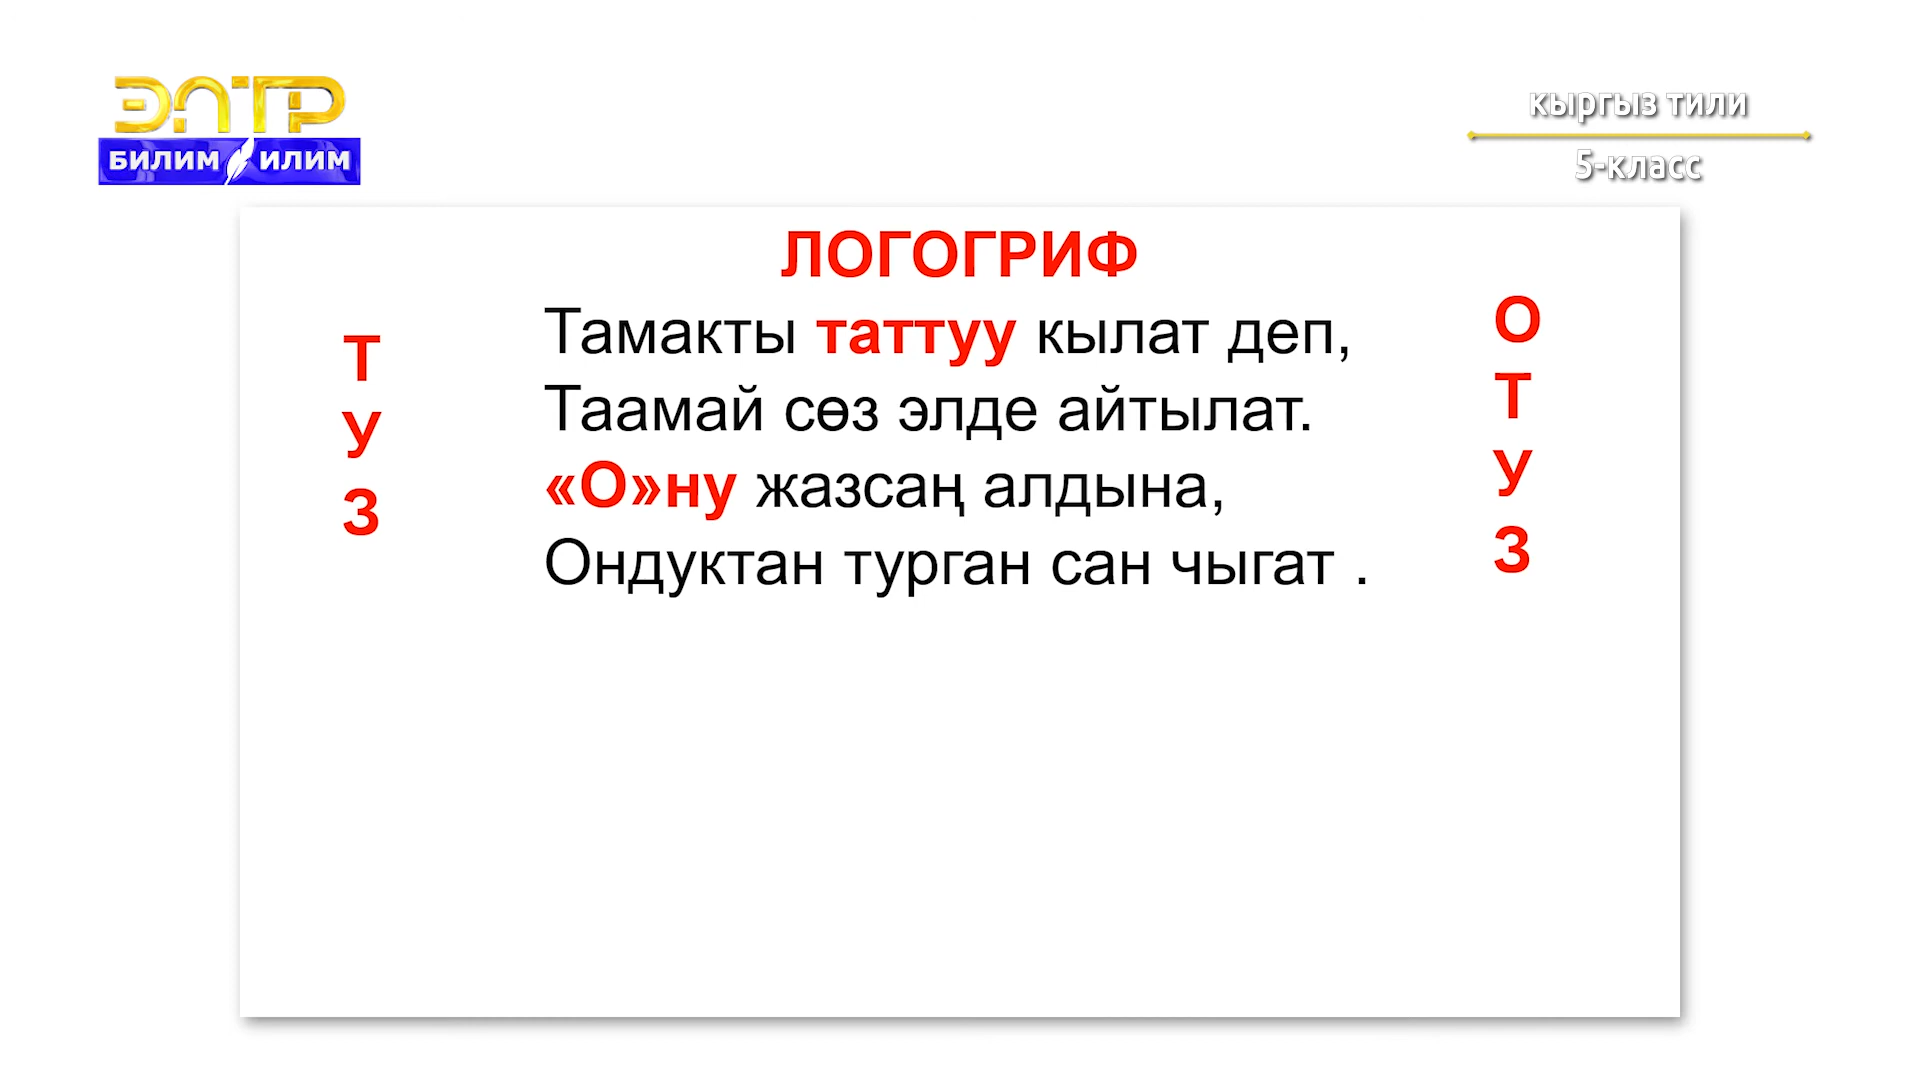 ЭЛТР
БИЛИМ ИЛИМ
кыргыз тили
5-класс
ЛОГОГРИФ
Тамакты таттуу кылат деп,
Таамай сөз элде айтылат.
«О»ну жазсаң алдына,
Ондуктан турган сан чыгат .
Т
У
З
О
Т
У
З